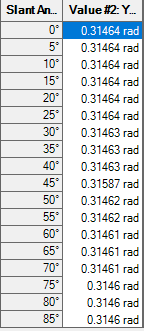 Slant An... Value #2: Y...
0° 0.31464 rad
5° 0.31464 rad
10° 0.31464 rad
15° 0.31464 rad
20° 0.31464 rad
25° 0.31464 rad
30° 0.31463 rad
35° 0.31463 rad
40° 0.31463 rad
45° 0.31587 rad
50° 0.31462 rad
55° 0.31462 rad
60° 0.31461 rad
65° 0.31461 rad
70° 0.31461 rad
75° 0.3146 rad
80° 0.3146 rad
85° 0.3146 rad